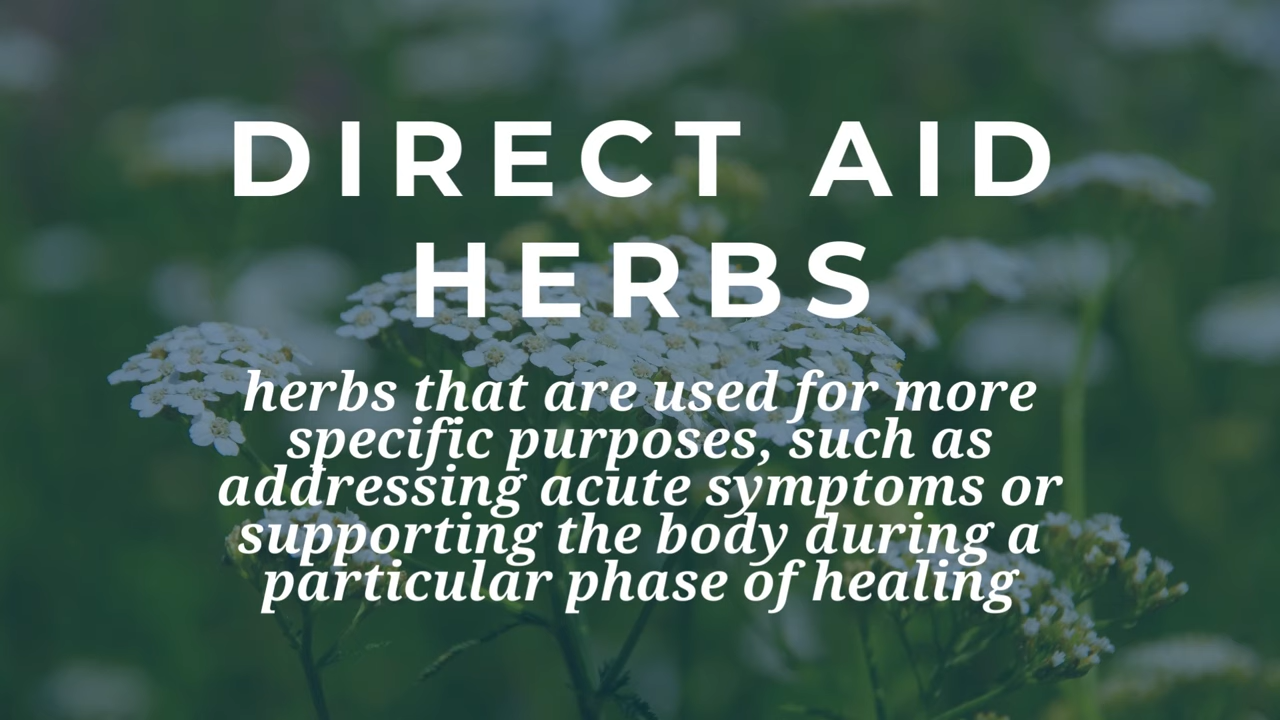 DIRECT AID
HERBS
herbs that are used for more
specific purposes, such as
addressing acute symptoms or
supporting the body during a
particular phase of healing